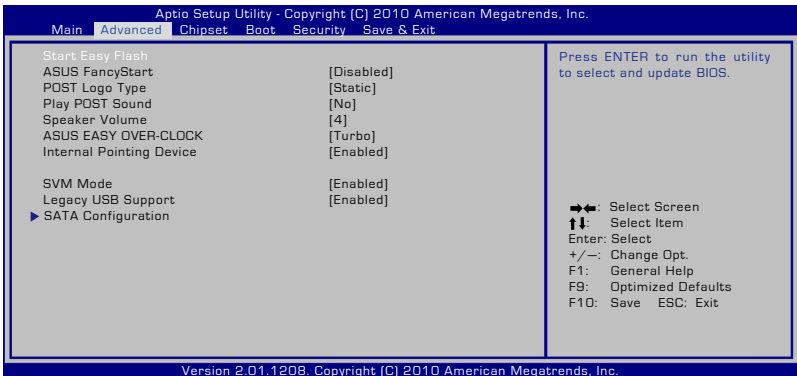 Aptio Setup Utility - Copyright (C) 2010 American Megatrends, Inc.
Main Advanced Chipset Boot Security Save & Exit
Start Easy Flash
ASUS FancyStart [Disabled]
POST Logo Type [Static]
Play POST Sound [No]
Speaker Volume [4]
ASUS EASY OVER-CLOCK [Turbo]
Internal Pointing Device [Enabled]
SVM Mode [Enabled]
Legacy USB Support [Enabled]
SATA Configuration
Press ENTER to run the utility
to select and update BIOS.
→←: Select Screen
↑↓: Select Item
Enter: Select
+/—: Change Opt.
F1: General Help
F9: Optimized Defaults
F10: Save ESC: Exit
Version 2.01.1208. Copyright (C) 2010 American Megatrends, Inc.